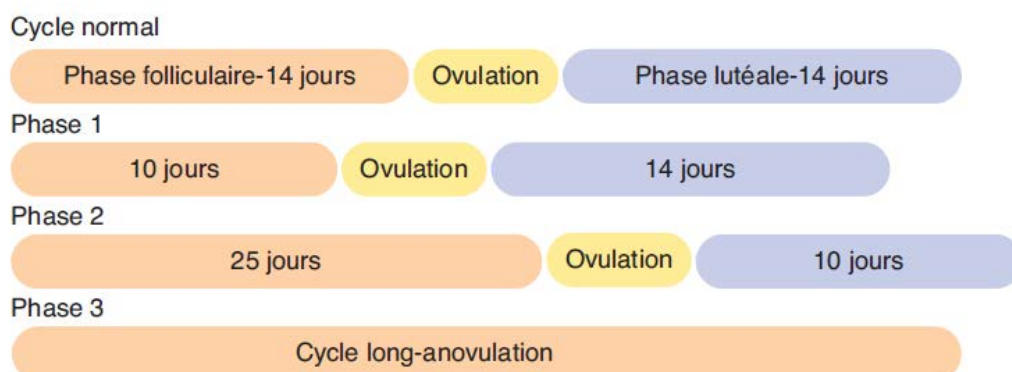 Cycle normal
Phase folliculaire-14 jours Ovulation Phase lutéale-14 jours
Phase 1
10 jours Ovulation 14 jours
Phase 2
25 jours Ovulation 10 jours
Phase 3
Cycle long-anovulation